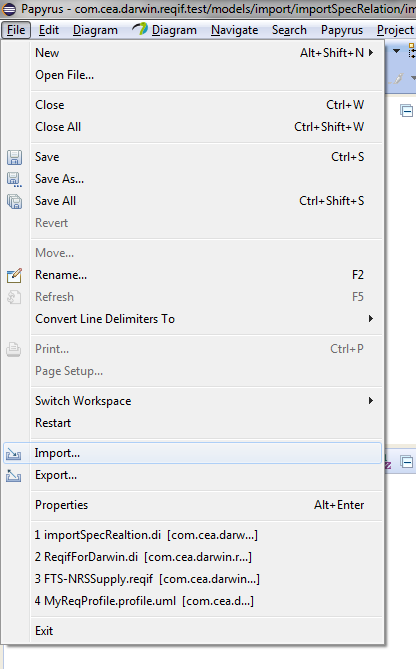 Papyrus - com.cea.darwin.reqif.test/models/import/importSpecRelation/im
File Edit Diagram Diagram Navigate Search Papyrus Project
New Alt+Shift+N
Open File...
Close Ctrl+W
Close All Ctrl+Shift+W
Save Ctrl+S
Save As...
Save All Ctrl+Shift+S
Revert
Move...
Rename... F2
Refresh F5
Convert Line Delimiters To
Print... Ctrl+P
Page Setup...
Switch Workspace
Restart
Import...
Export...
Properties Alt+Enter
1 importSpecRealtion.di [com.cea.darw...]
2 ReqifForDarwin.di [com.cea.darwin.r...]
3 FTS-NRSSupply.reqif [com.cea.darwin...]
4 MyReqProfile.profile.uml [com.cea.d...]
Exit